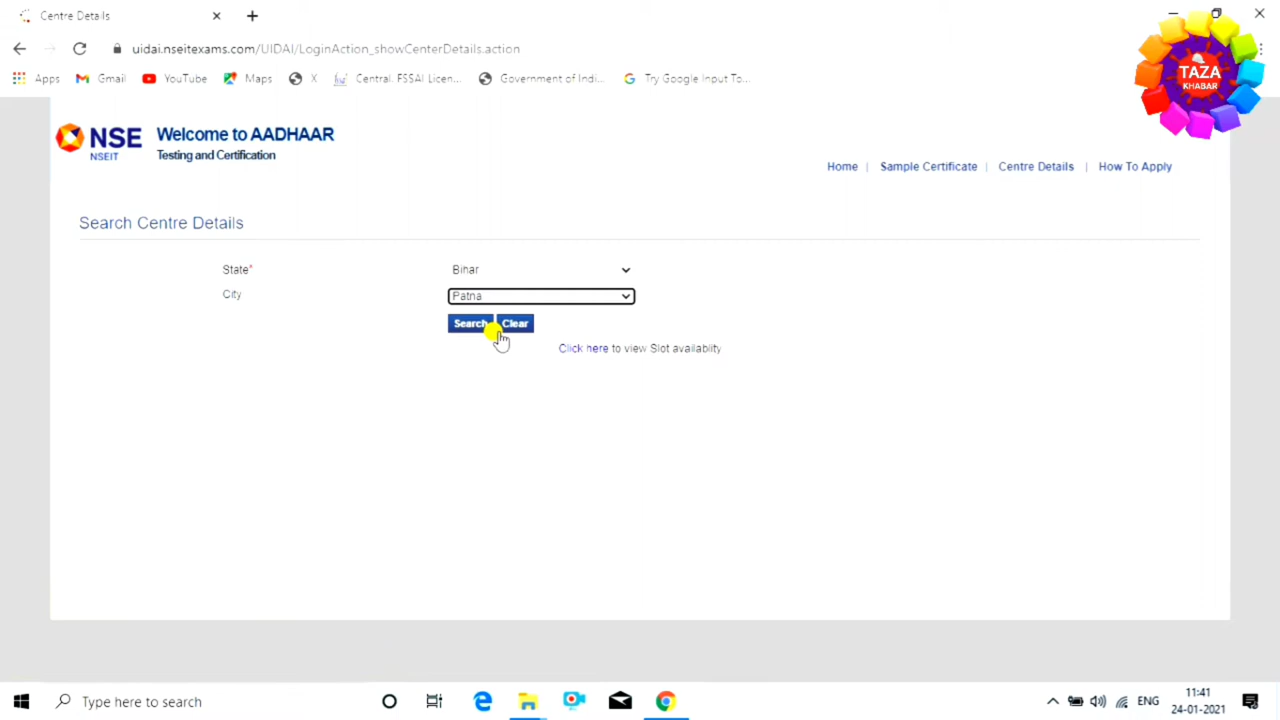 Centre Details
uidai.nseitexams.com/UIDAI/LoginAction_showCenterDetails.action
Apps Gmail YouTube Maps X Central. FSSAI Licen... Government of Indi... Try Google Input To...
TAZA
KHABAR
NSE
NSEIT
Welcome to AADHAAR
Testing and Certification
Home | Sample Certificate | Centre Details | How To Apply
Search Centre Details
State* Bihar
City Patna
Search Clear
Click here to view Slot availabiity
Type here to search
ENG
11:41
24-01-2021